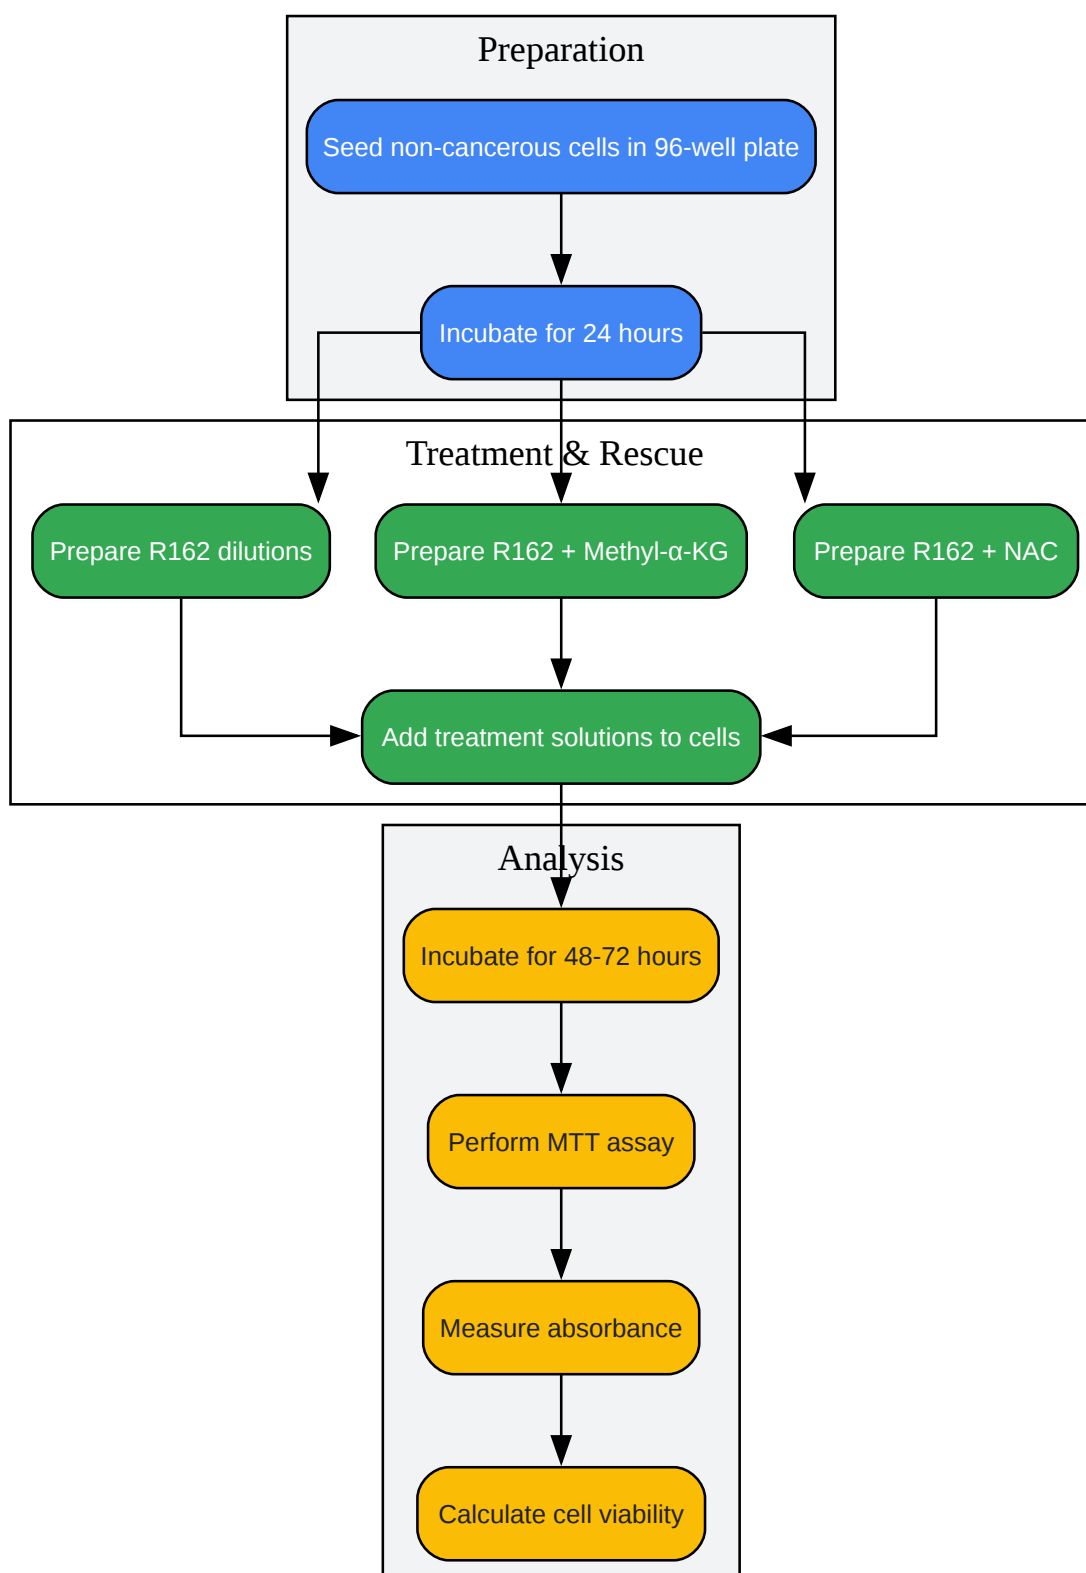 Preparation
Seed non-cancerous cells in 96-well plate
Incubate for 24 hours
Treatment & Rescue
Prepare R162 dilutions
Prepare R162 + Methyl-α-KG
Prepare R162 + NAC
Add treatment solutions to cells
Analysis
Incubate for 48-72 hours
Perform MTT assay
Measure absorbance
Calculate cell viability